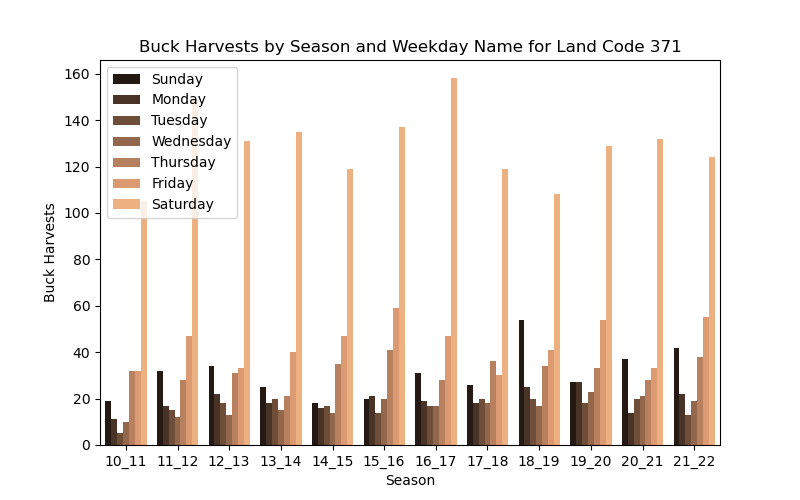 Buck Harvests by Season and Weekday Name for Land Code 371
160
140
120
100
80
60
40
20
0
Buck Harvests
Sunday
Monday
Tuesday
Wednesday
Thursday
Friday
Saturday
10_11 11_12 12_13 13_14 14_15 15_16 16_17 17_18 18_19 19_20 20_21 21_22
Season